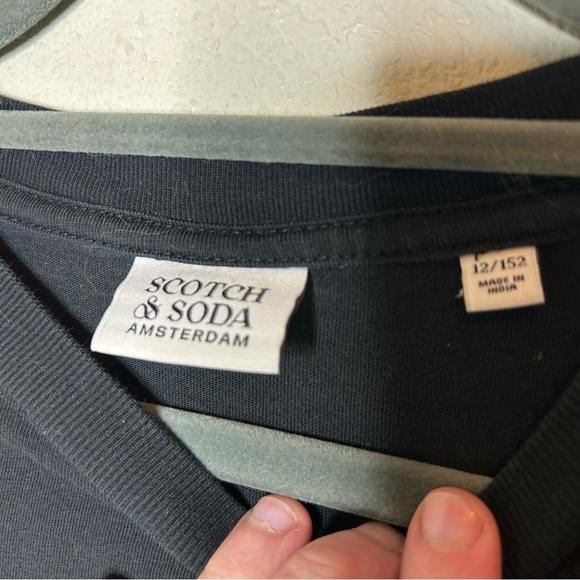 SCOTCH
& SODA
AMSTERDAM
12/152
MADE IN
INDIA